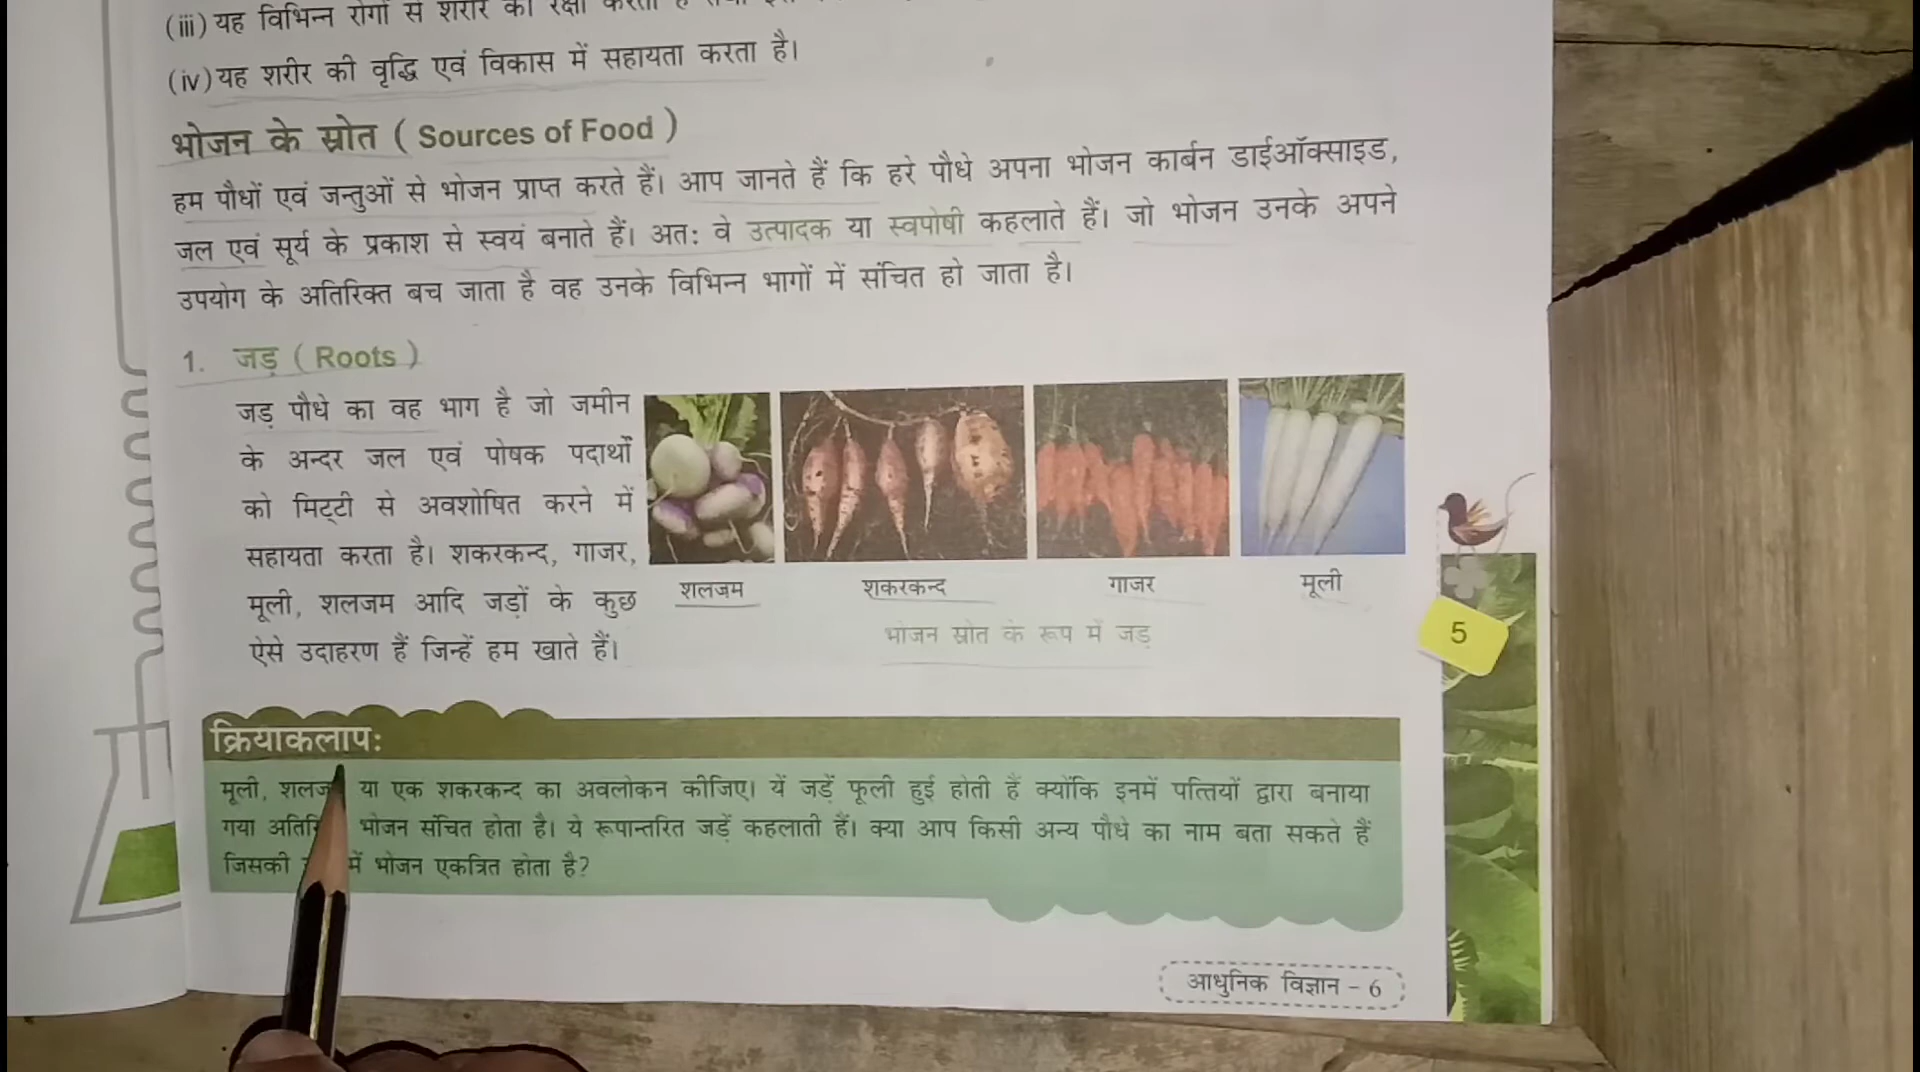 (iii) यह विभिन्न रोगों से शरीर की रक्षा करता है तथा
(iv) यह शरीर की वृद्धि एवं विकास में सहायता करता है।
भोजन के स्रोत ( Sources of Food )
हम पौधों एवं जन्तुओं से भोजन प्राप्त करते हैं। आप जानते हैं कि हरे पौधे अपना भोजन कार्बन डाईऑक्साइड,
जल एवं सूर्य के प्रकाश से स्वयं बनाते हैं। अतः वे उत्पादक या स्वपोषी कहलाते हैं। जो भोजन उनके अपने
उपयोग के अतिरिक्त बच जाता है वह उनके विभिन्न भागों में संचित हो जाता है।
1. जड़ ( Roots )
जड़ पौधे का वह भाग है जो जमीन
के अन्दर जल एवं पोषक पदार्थों
को मिट्टी से अवशोषित करने में
सहायता करता है। शकरकन्द, गाजर,
मूली, शलजम आदि जड़ों के कुछ
ऐसे उदाहरण हैं जिन्हें हम खाते हैं।
शलजम शकरकन्द गाजर मूली
भोजन स्रोत के रूप में जड़
5
क्रियाकलाप:
मूली, या एक शकरकन्द का अवलोकन कीजिए। यें जड़ें फूली हुई होती हैं क्योंकि इनमें पत्तियों द्वारा बनाया
गया भोजन संचित होता है। ये रूपान्तरित जड़ें कहलाती हैं। क्या आप किसी अन्य पौधे का नाम बता सकते हैं
जिसकी में भोजन एकत्रित होता है?
आधुनिक विज्ञान – 6